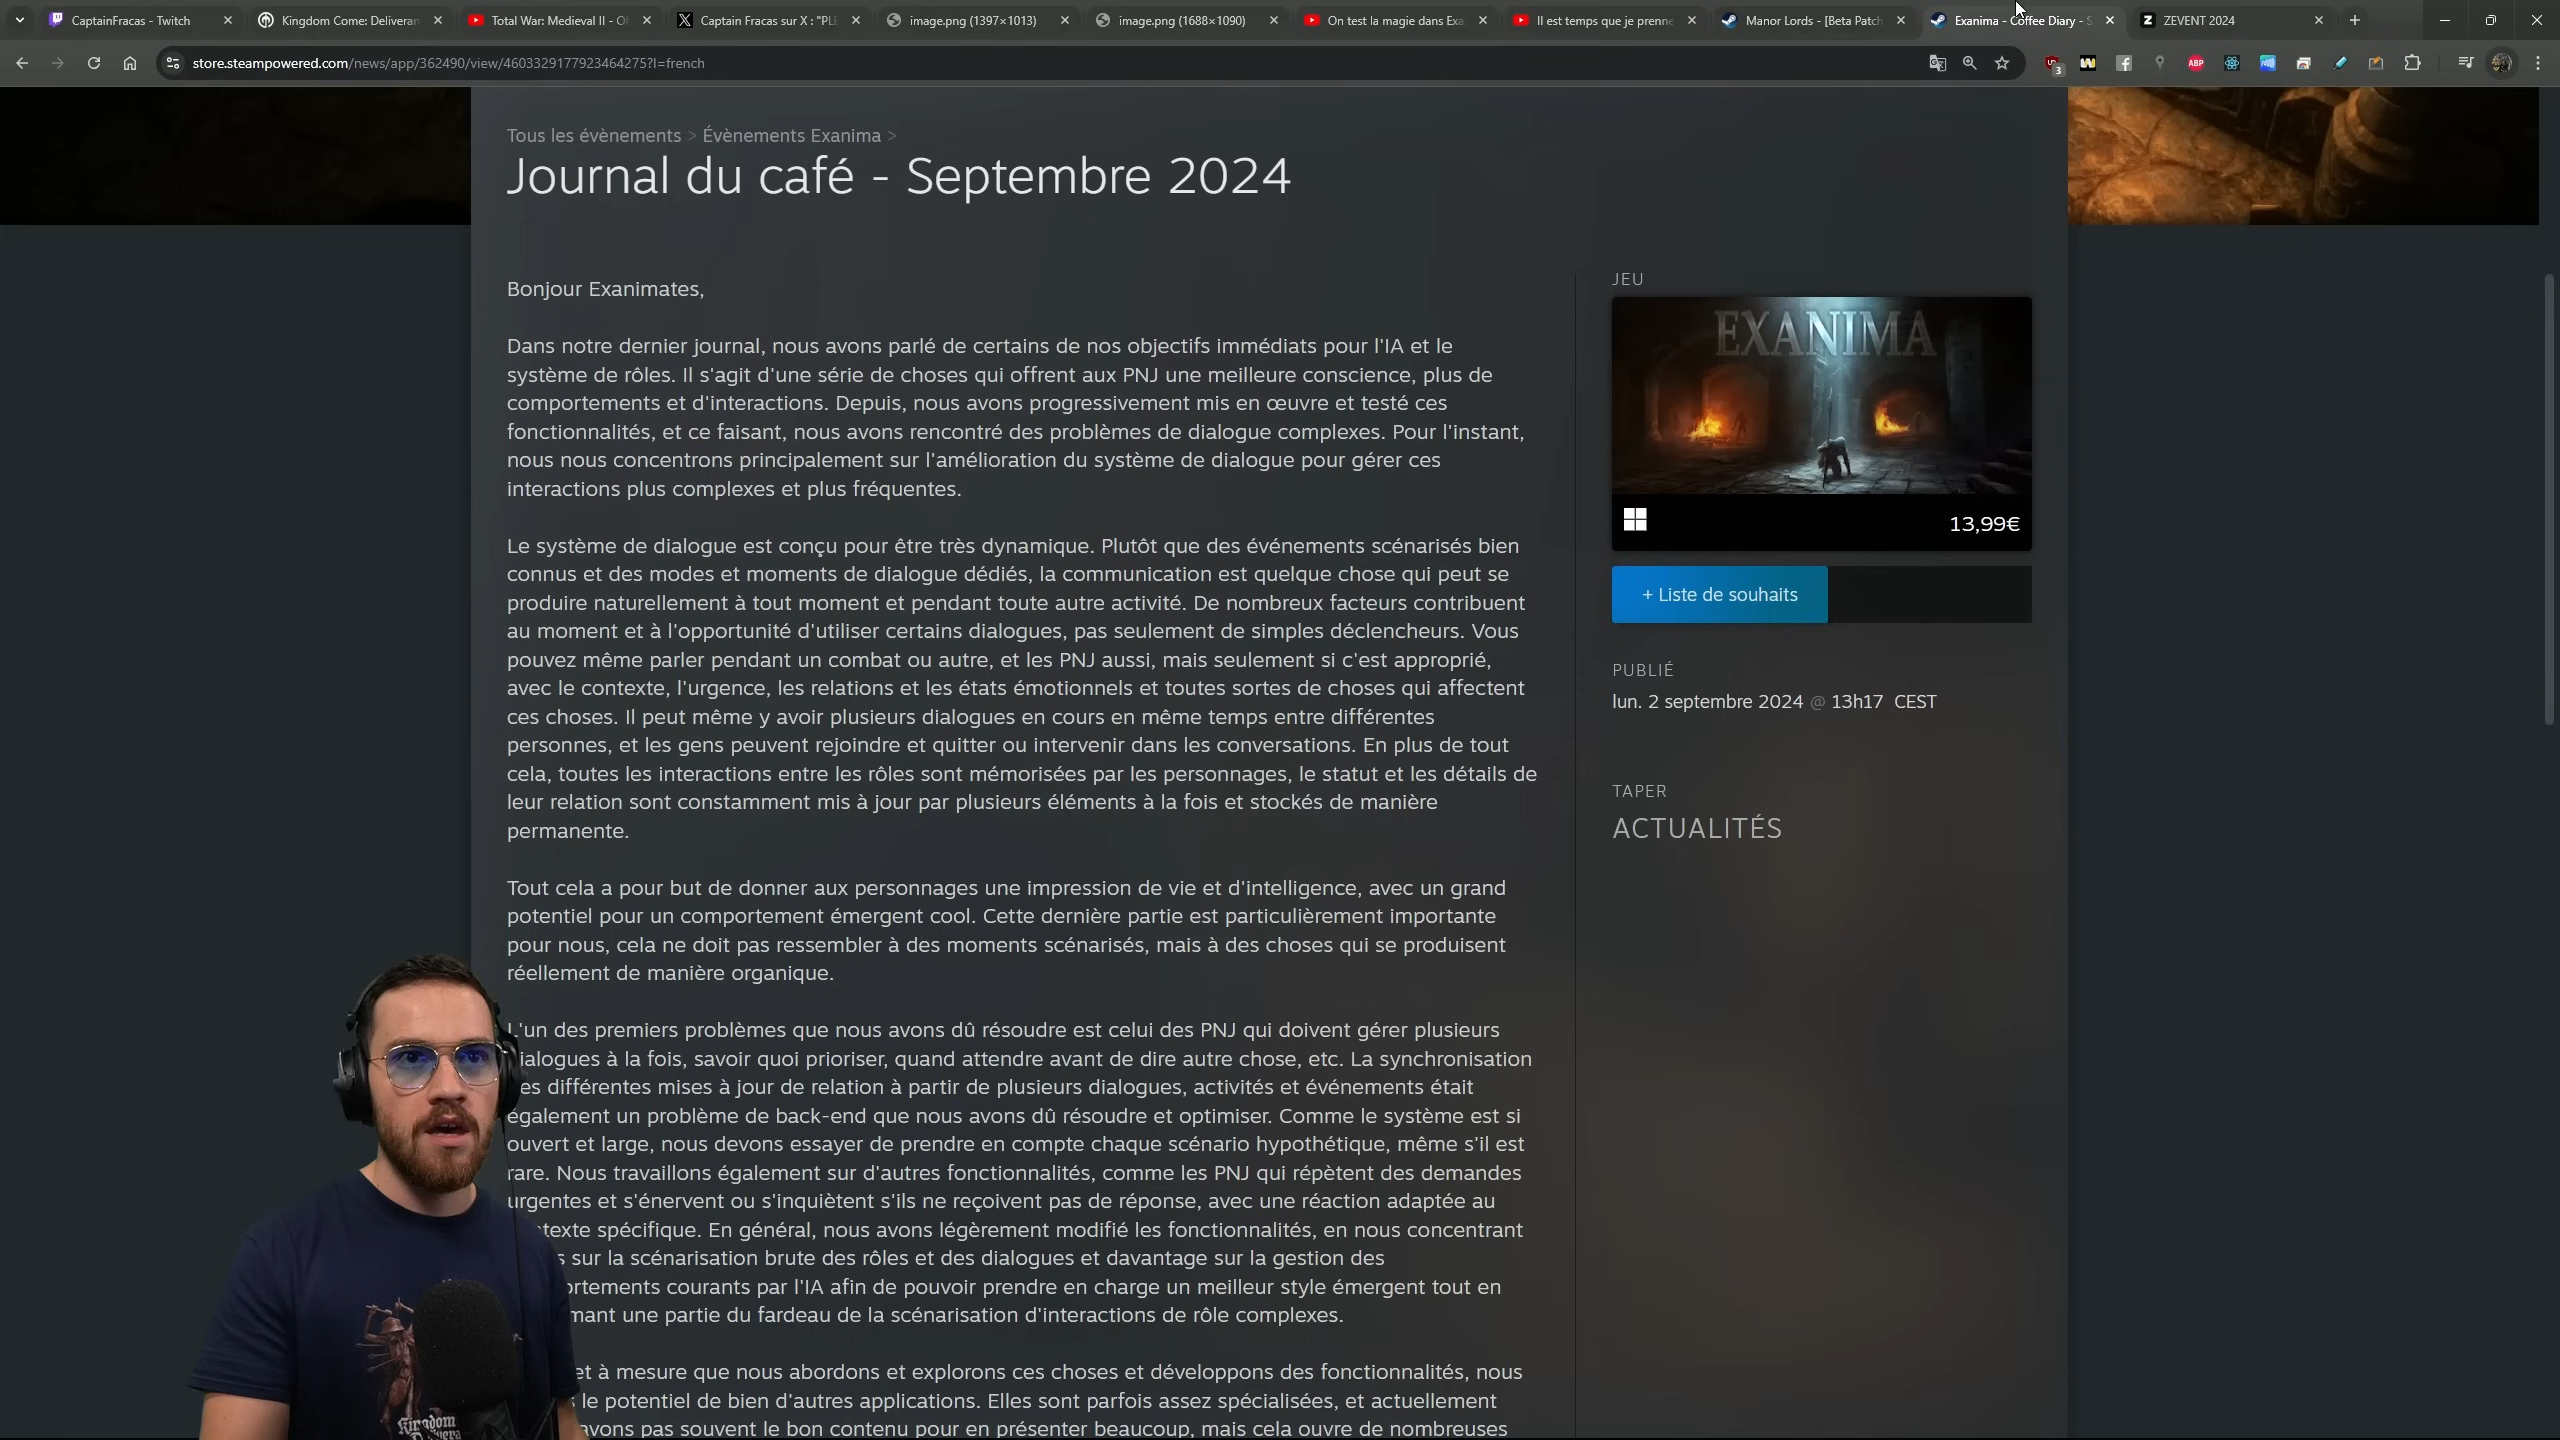 CaptainFracas - Twitch
Kingdom Come: Deliveran
Total War: Medieval II - Of
Captain Fracas sur X : "PLE
image.png (1397×1013)
image.png (1688×1090)
On test la magie dans Exa
Il est temps que je prenne
Manor Lords - [Beta Patch
Exanima - Coffee Diary - S
ZEVENT 2024
store.steampowered.com/news/app/362490/view/4603329177923464275?l=french
3
ABP
Tous les évènements > Évènements Exanima >
Journal du café - Septembre 2024
Bonjour Exanimates,
Dans notre dernier journal, nous avons parlé de certains de nos objectifs immédiats pour l'IA et le
système de rôles. Il s'agit d'une série de choses qui offrent aux PNJ une meilleure conscience, plus de
comportements et d'interactions. Depuis, nous avons progressivement mis en œuvre et testé ces
fonctionnalités, et ce faisant, nous avons rencontré des problèmes de dialogue complexes. Pour l'instant,
nous nous concentrons principalement sur l'amélioration du système de dialogue pour gérer ces
interactions plus complexes et plus fréquentes.
Le système de dialogue est conçu pour être très dynamique. Plutôt que des événements scénarisés bien
connus et des modes et moments de dialogue dédiés, la communication est quelque chose qui peut se
produire naturellement à tout moment et pendant toute autre activité. De nombreux facteurs contribuent
au moment et à l'opportunité d'utiliser certains dialogues, pas seulement de simples déclencheurs. Vous
pouvez même parler pendant un combat ou autre, et les PNJ aussi, mais seulement si c'est approprié,
avec le contexte, l'urgence, les relations et les états émotionnels et toutes sortes de choses qui affectent
ces choses. Il peut même y avoir plusieurs dialogues en cours en même temps entre différentes
personnes, et les gens peuvent rejoindre et quitter ou intervenir dans les conversations. En plus de tout
cela, toutes les interactions entre les rôles sont mémorisées par les personnages, le statut et les détails de
leur relation sont constamment mis à jour par plusieurs éléments à la fois et stockés de manière
permanente.
Tout cela a pour but de donner aux personnages une impression de vie et d'intelligence, avec un grand
potentiel pour un comportement émergent cool. Cette dernière partie est particulièrement importante
pour nous, cela ne doit pas ressembler à des moments scénarisés, mais à des choses qui se produisent
réellement de manière organique.
L'un des premiers problèmes que nous avons dû résoudre est celui des PNJ qui doivent gérer plusieurs
ialogues à la fois, savoir quoi prioriser, quand attendre avant de dire autre chose, etc. La synchronisation
es différentes mises à jour de relation à partir de plusieurs dialogues, activités et événements était
également un problème de back-end que nous avons dû résoudre et optimiser. Comme le système est si
ouvert et large, nous devons essayer de prendre en compte chaque scénario hypothétique, même s'il est
rare. Nous travaillons également sur d'autres fonctionnalités, comme les PNJ qui répètent des demandes
urgentes et s'énervent ou s'inquiètent s'ils ne reçoivent pas de réponse, avec une réaction adaptée au
texte spécifique. En général, nous avons légèrement modifié les fonctionnalités, en nous concentrant
s sur la scénarisation brute des rôles et des dialogues et davantage sur la gestion des
ortements courants par l'IA afin de pouvoir prendre en charge un meilleur style émergent tout en
mant une partie du fardeau de la scénarisation d'interactions de rôle complexes.
et à mesure que nous abordons et explorons ces choses et développons des fonctionnalités, nous
le potentiel de bien d'autres applications. Elles sont parfois assez spécialisées, et actuellement
avons pas souvent le bon contenu pour en présenter beaucoup, mais cela ouvre de nombreuses
JEU
EXANIMA
13,99€
+ Liste de souhaits
PUBLIÉ
lun. 2 septembre 2024 @ 13h17 CEST
TAPER
ACTUALITÉS
Kingdom